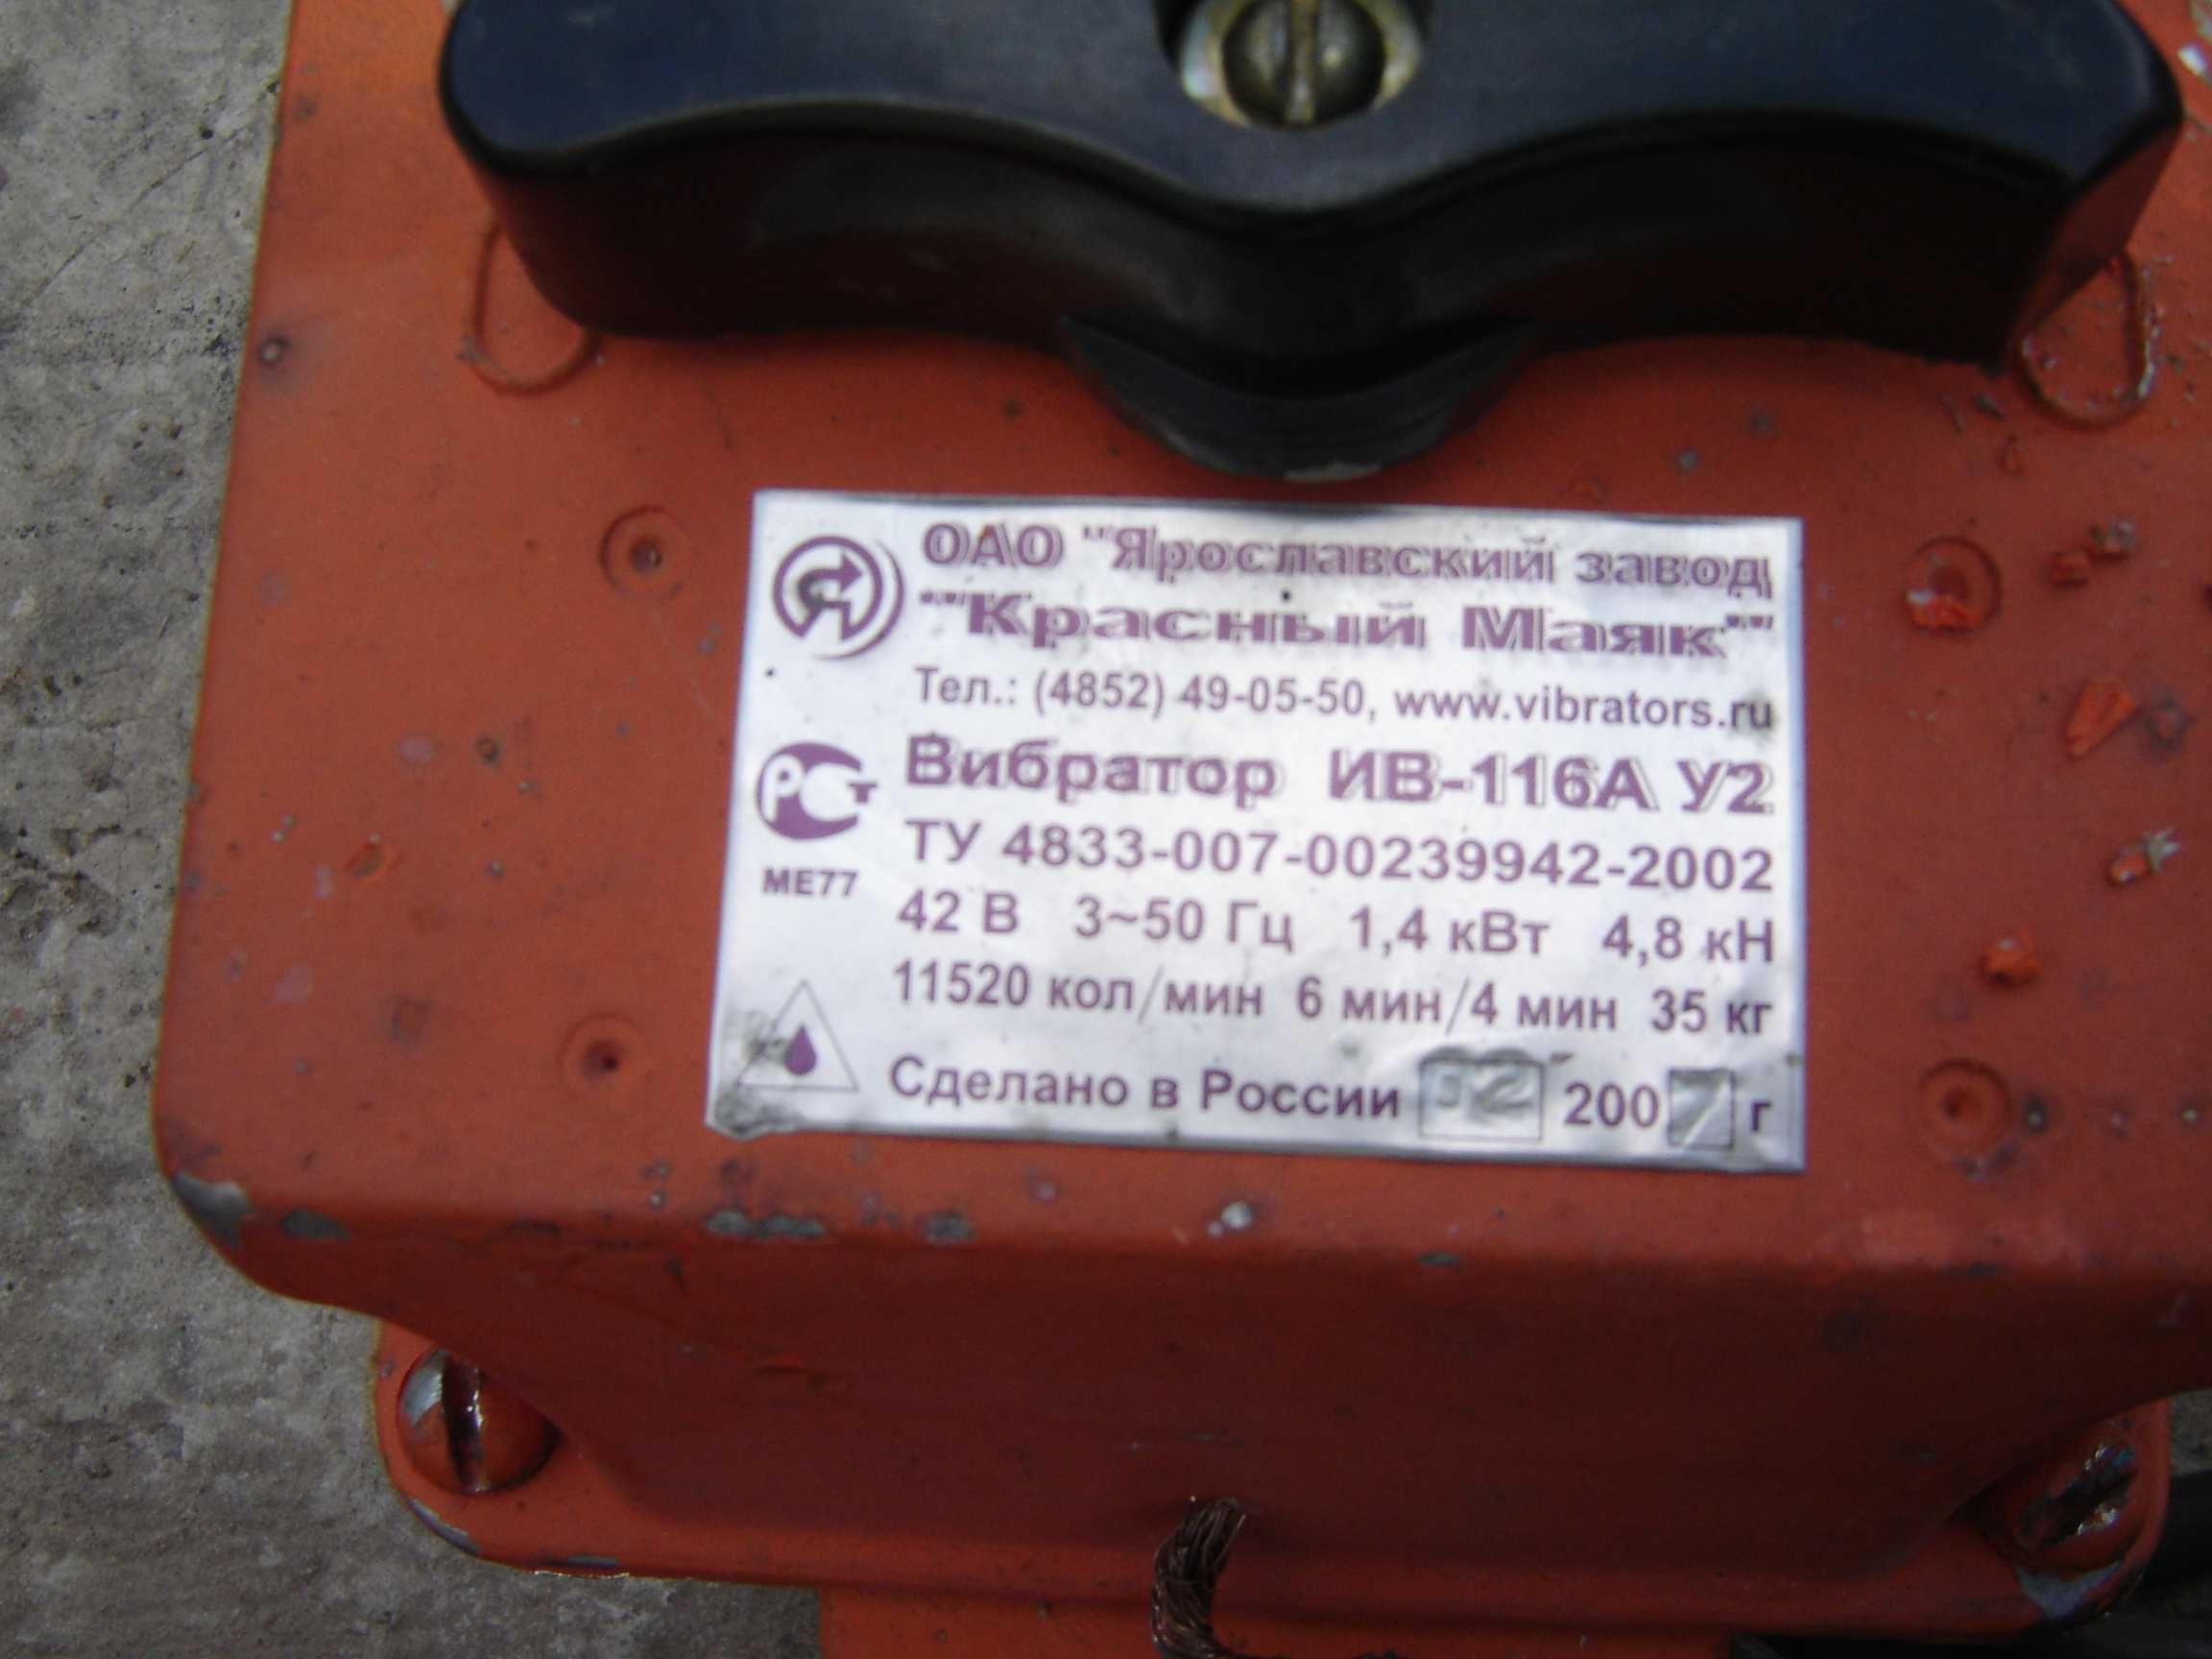 ОАО "Ярославский завод
"Красный Маяк"
Тел.: (4852) 49-05-50, www.vibrators.ru
РСТ
Вибратор ИВ-116А У2
ТУ 4833-007-00239942-2002
МЕ77
42 В 3~50 Гц 1,4 кВт 4,8 кН
11520 кол/мин 6 мин/4 мин 35 кг
Сделано в России 12 2007 г